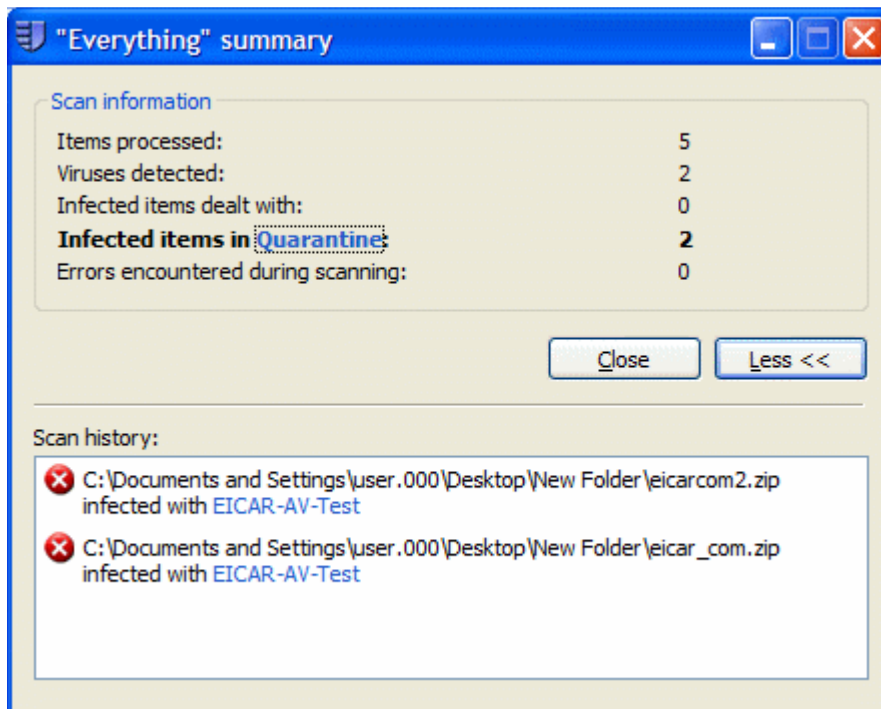 "Everything" summary
Scan information
Items processed: 5
Viruses detected: 2
Infected items dealt with: 0
Infected items in Quarantine: 2
Errors encountered during scanning: 0
Close Less <<
Scan history:
C:\Documents and Settings\user.000\Desktop\New Folder\eicarcom2.zip
infected with EICAR-AV-Test
C:\Documents and Settings\user.000\Desktop\New Folder\eicar_com.zip
infected with EICAR-AV-Test